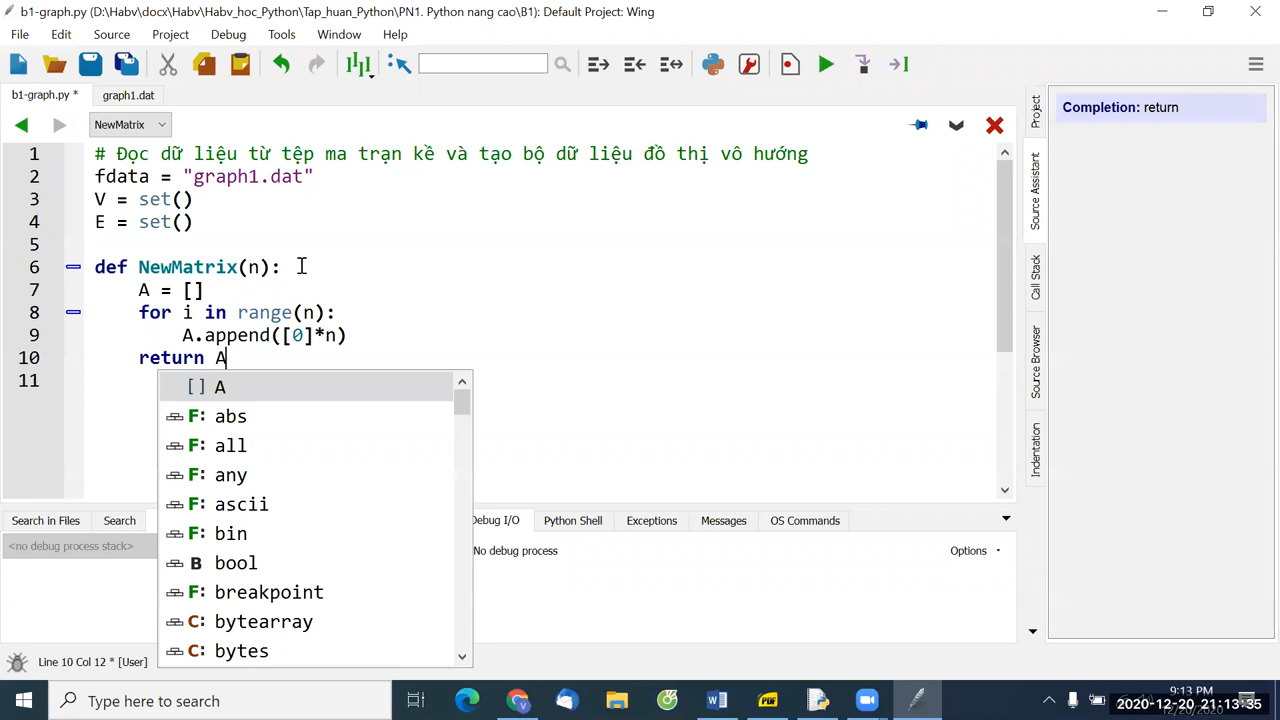 b1-graph.py (D:\Habv\docx\Habv\Habv_hoc_Python\Tap_huan_Python\PN1. Python nang cao\B1): Default Project: Wing
File Edit Source Project Debug Tools Window Help
b1-graph.py * graph1.dat
NewMatrix
1 # Đọc dữ liệu từ tệp ma trạn kề và tạo bộ dữ liệu đồ thị vô hướng
2 fdata = "graph1.dat"
3 V = set()
4 E = set()
5
6 def NewMatrix(n):
7 A = []
8 for i in range(n):
9 A.append([0]*n)
10 return A
11
[] A
F: abs
F: all
F: any
F: ascii
F: bin
B bool
F: breakpoint
C: bytearray
C: bytes
Completion: return
Project
Source Assistant
Call Stack
Source Browser
Indentation
Search in Files Search Debug I/O Python Shell Exceptions Messages OS Commands
<no debug process stack> No debug process Options
Line 10 Col 12 * [User]
Type here to search
9:13 PM
12/20/2020
2020-12-20 21:13:35